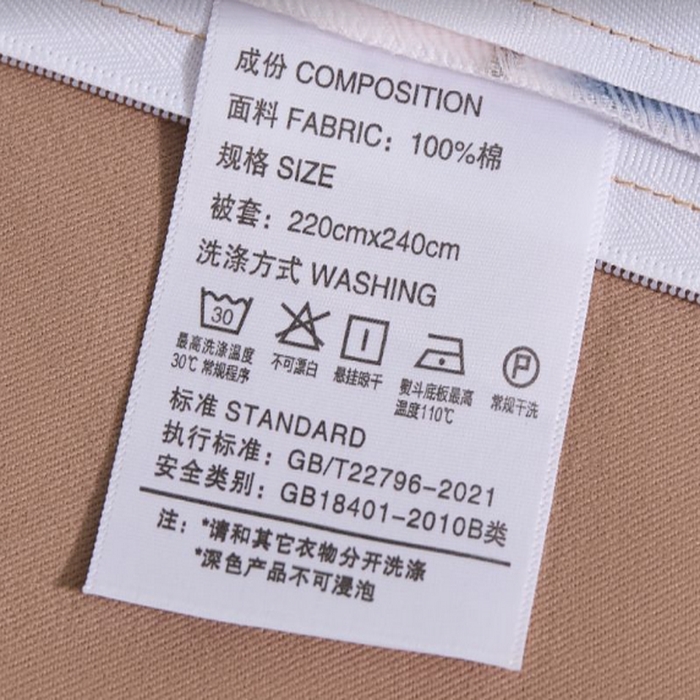 成份 COMPOSITION
面料 FABRIC：100%棉
规格 SIZE
被套：220cmx240cm
洗涤方式 WASHING
30
P
最高洗涤温度
30℃ 常规程序
不可漂白
悬挂晾干
熨斗底板最高
温度110℃
常规干洗
标准 STANDARD
执行标准：GB/T22796-2021
安全类别：GB18401-2010B类
注：*请和其它衣物分开洗涤
*深色产品不可浸泡